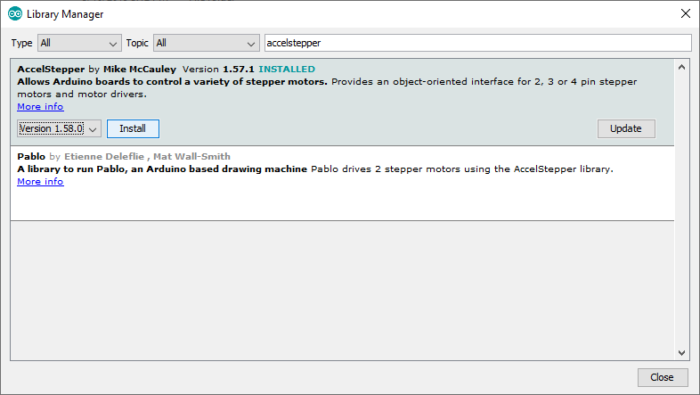 Library Manager
Type All Topic All accelstepper
AccelStepper by Mike McCauley Version 1.57.1 INSTALLED
Allows Arduino boards to control a variety of stepper motors. Provides an object-oriented interface for 2, 3 or 4 pin stepper
motors and motor drivers.
More info
Version 1.58.0 Install Update
Pablo by Etienne Deleflie , Mat Wall-Smith
A library to run Pablo, an Arduino based drawing machine Pablo drives 2 stepper motors using the AccelStepper library.
More info
Close